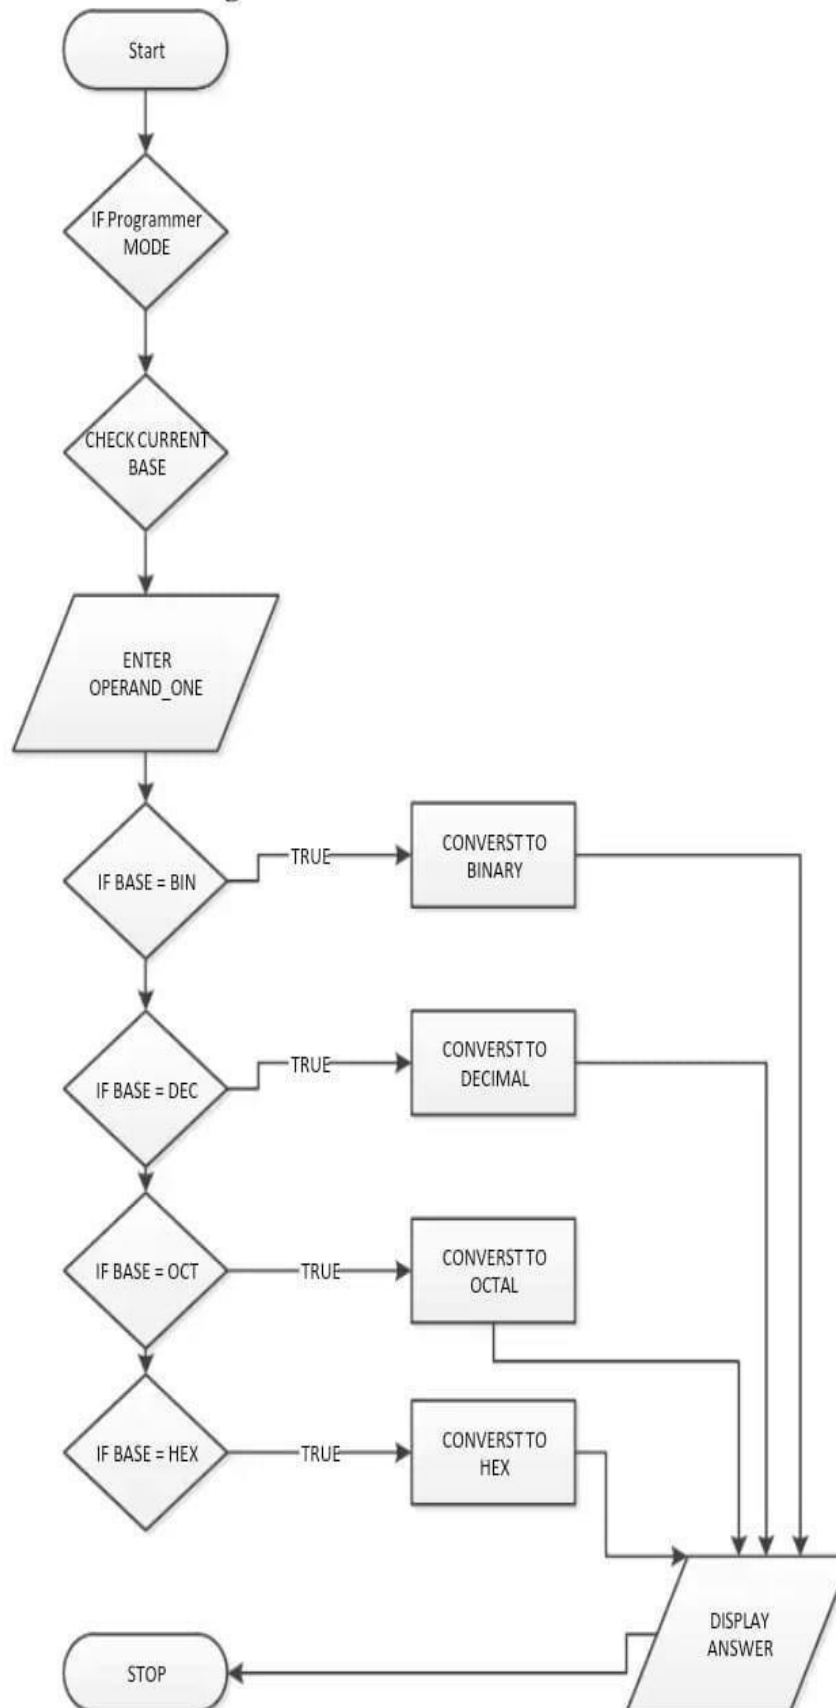 Start
IF Programmer
MODE
CHECK CURRENT
BASE
ENTER
OPERAND_ONE
IF BASE = BIN
TRUE
CONVERST TO
BINARY
IF BASE = DEC
TRUE
CONVERST TO
DECIMAL
IF BASE = OCT
TRUE
CONVERST TO
OCTAL
IF BASE = HEX
TRUE
CONVERST TO
HEX
DISPLAY
ANSWER
STOP